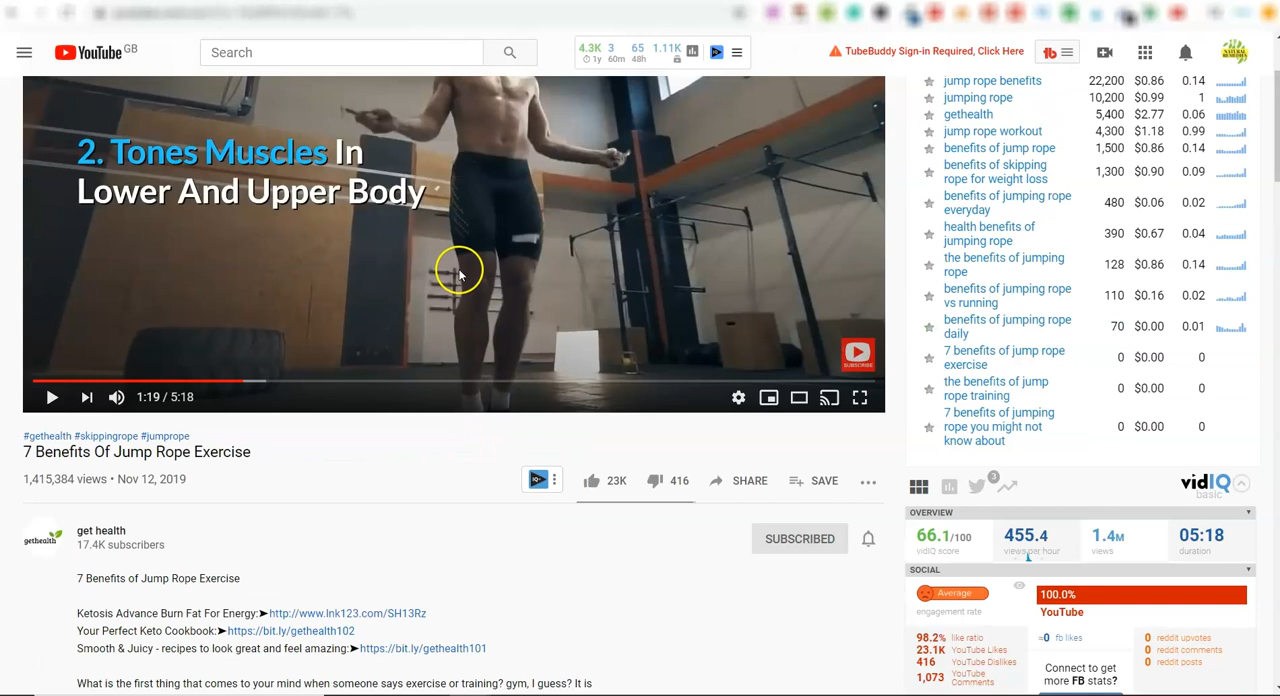 YouTube GB
Search
4.3K 3 65 1.11K
1y 60m 48h
TubeBuddy Sign-in Required, Click Here
tb
NATURAL REMEDIES
2. Tones Muscles In
Lower And Upper Body
SUBSCRIBE
1:19 / 5:18
#gethealth #skippingrope #jumprope
7 Benefits Of Jump Rope Exercise
1,415,384 views • Nov 12, 2019
IQ
23K
416
SHARE
SAVE
gethealth
get health
17.4K subscribers
SUBSCRIBED
7 Benefits of Jump Rope Exercise
Ketosis Advance Burn Fat For Energy:➤http://www.lnk123.com/SH13Rz
Your Perfect Keto Cookbook:➤https://bit.ly/gethealth102
Smooth & Juicy - recipes to look great and feel amazing:➤https://bit.ly/gethealth101
What is the first thing that comes to your mind when someone says exercise or training? gym, I guess? It is
jump rope benefits 22,200 $0.86 0.14
jumping rope 10,200 $0.99 1
gethealth 5,400 $2.77 0.06
jump rope workout 4,300 $1.18 0.99
benefits of jump rope 1,500 $0.86 0.14
benefits of skipping
rope for weight loss 1,300 $0.90 0.09
benefits of jumping rope
everyday 480 $0.06 0.02
health benefits of
jumping rope 390 $0.67 0.04
the benefits of jumping
rope 128 $0.86 0.14
benefits of jumping rope
vs running 110 $0.16 0.02
benefits of jumping rope
daily 70 $0.00 0.01
7 benefits of jump rope
exercise 0 $0.00 0
the benefits of jump
rope training 0 $0.00 0
7 benefits of jumping
rope you might not
know about 0 $0.00 0
3
vidIQ
basic
OVERVIEW
66.1/100 455.4 1.4M 05:18
vidIQ score views per hour views duration
SOCIAL
Average
engagement rate
100.0%
YouTube
98.2% like ratio
23.1K YouTube Likes
416 YouTube Dislikes
1,073 YouTube Comments
≈0 fb likes
Connect to get
more FB stats?
0 reddit upvotes
0 reddit comments
0 reddit posts